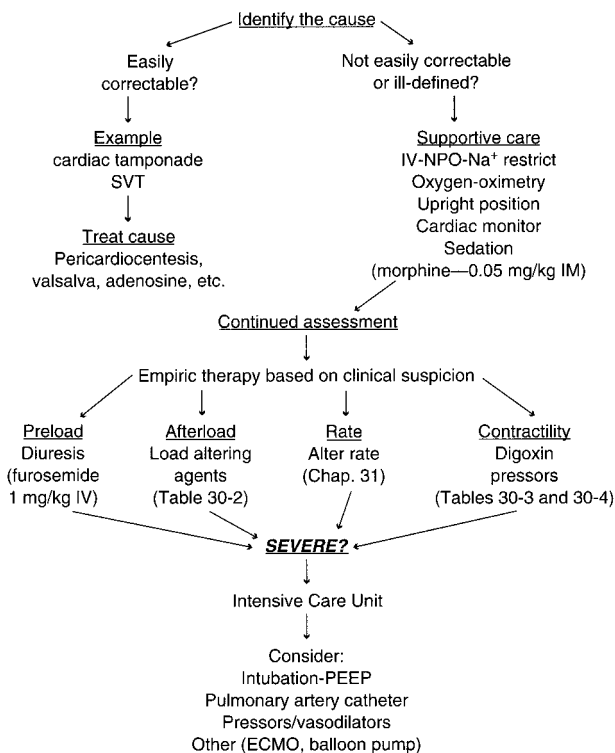 Identify the cause
Easily
correctable?
Not easily correctable
or ill-defined?
Example
cardiac tamponade
SVT
Treat cause
Pericardiocentesis,
valsalva, adenosine, etc.
Supportive care
IV-NPO-Na⁺ restrict
Oxygen-oximetry
Upright position
Cardiac monitor
Sedation
(morphine—0.05 mg/kg IM)
Continued assessment
Empiric therapy based on clinical suspicion
Preload
Diuresis
(furosemide
1 mg/kg IV)
Afterload
Load altering
agents
(Table 30-2)
Rate
Alter rate
(Chap. 31)
Contractility
Digoxin
pressors
(Tables 30-3 and 30-4)
SEVERE?
Intensive Care Unit
Consider:
Intubation-PEEP
Pulmonary artery catheter
Pressors/vasodilators
Other (ECMO, balloon pump)